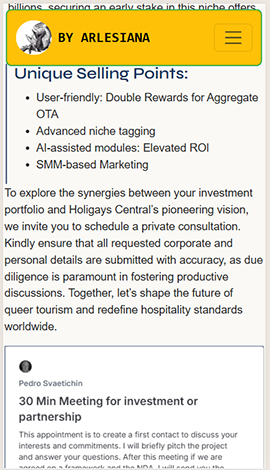 billions, securing an early stake in this niche offers
BY ARLESIANA
Unique Selling Points:
• User-friendly: Double Rewards for Aggregate
OTA
• Advanced niche tagging
• AI-assisted modules: Elevated ROI
• SMM-based Marketing
To explore the synergies between your investment
portfolio and Holigays Central's pioneering vision,
we invite you to schedule a private consultation.
Kindly ensure that all requested corporate and
personal details are submitted with accuracy, as due
diligence is paramount in fostering productive
discussions. Together, let's shape the future of
queer tourism and redefine hospitality standards
worldwide.
Pedro Svaetichin
30 Min Meeting for investment or
partnership
This appointment is to create a first contact to discuss your
interests and commitments. I will briefly pitch the project
and answer your questions. After this meeting if we are
agreed on a framework and the NDA, I will send you the